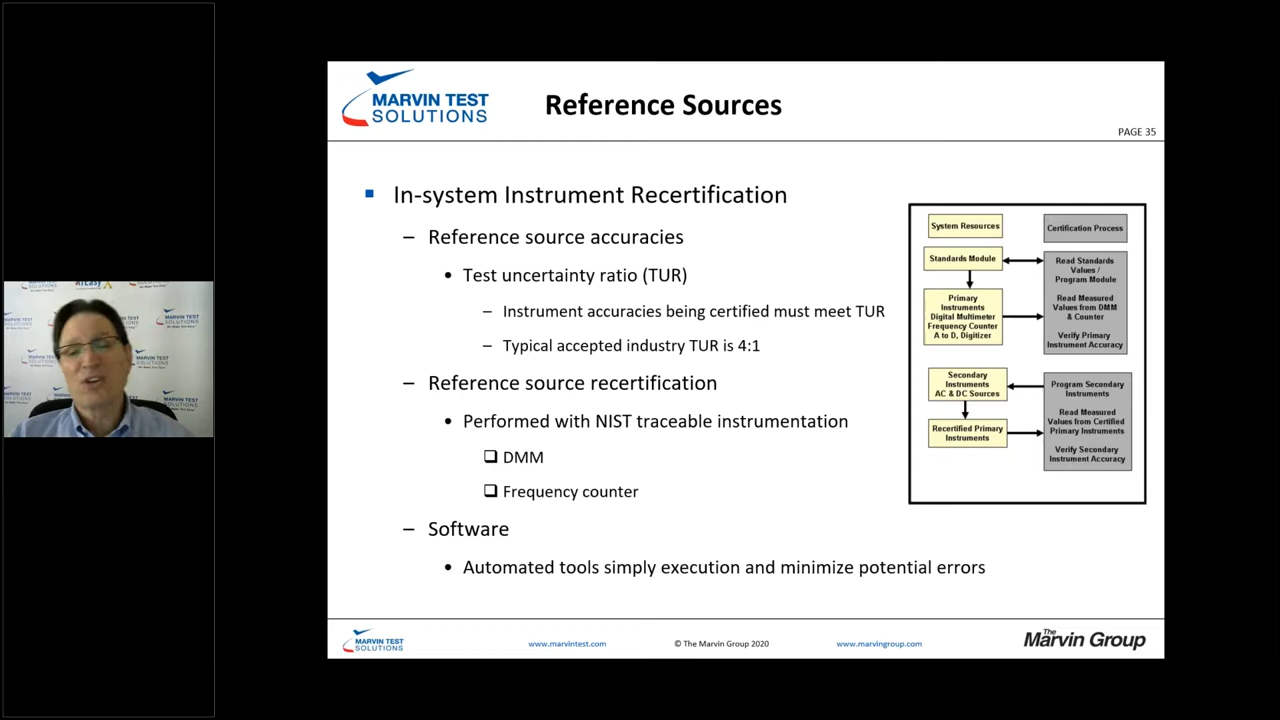 MARVIN TEST
SOLUTIONS
Reference Sources
PAGE 35
In-system Instrument Recertification
– Reference source accuracies
• Test uncertainty ratio (TUR)
– Instrument accuracies being certified must meet TUR
– Typical accepted industry TUR is 4:1
– Reference source recertification
• Performed with NIST traceable instrumentation
❑ DMM
❑ Frequency counter
– Software
• Automated tools simply execution and minimize potential errors
System Resources
Certification Process
Standards Module
Read Standards
Values /
Program Module
Read Measured
Values from DMM
& Counter
Verify Primary
Instrument Accuracy
Primary
Instruments
Digital Multimeter
Frequency Counter
A to D, Digitizer
Secondary
Instruments
AC & DC Sources
Program Secondary
Instruments
Read Measured
Values from Certified
Primary Instruments
Verify Secondary
Instrument Accuracy
Recertified Primary
Instruments
MARVIN TEST
SOLUTIONS
www.marvintest.com
© The Marvin Group 2020
www.marvingroup.com
The
Marvin Group